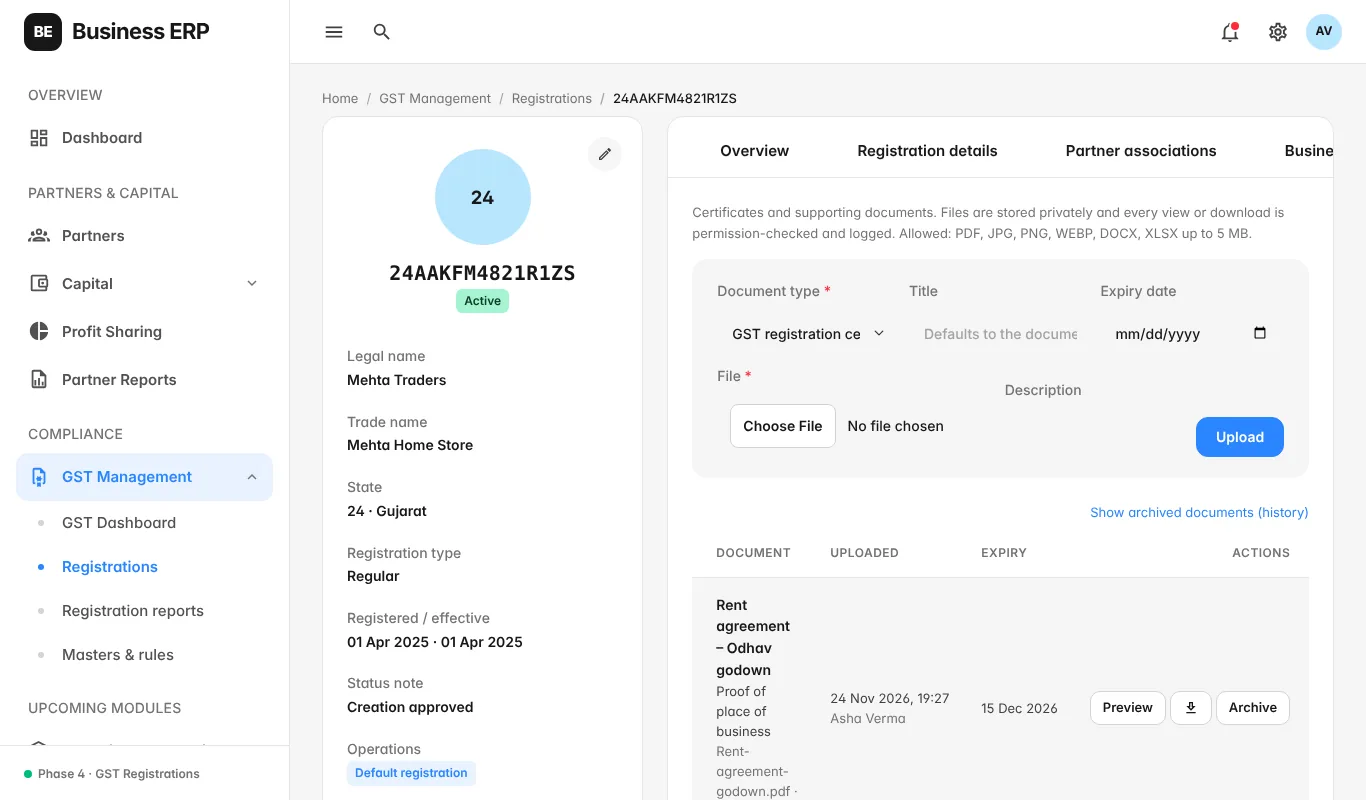 BE Business ERP
OVERVIEW
Dashboard
PARTNERS & CAPITAL
Partners
Capital
Profit Sharing
Partner Reports
COMPLIANCE
GST Management
GST Dashboard
Registrations
Registration reports
Masters & rules
UPCOMING MODULES
Phase 4 · GST Registrations
AV
Home / GST Management / Registrations / 24AAKFM4821R1ZS
24
24AAKFM4821R1ZS
Active
Legal name
Mehta Traders
Trade name
Mehta Home Store
State
24 · Gujarat
Registration type
Regular
Registered / effective
01 Apr 2025 · 01 Apr 2025
Status note
Creation approved
Operations
Default registration
Overview Registration details Partner associations Busine
Certificates and supporting documents. Files are stored privately and every view or download is
permission-checked and logged. Allowed: PDF, JPG, PNG, WEBP, DOCX, XLSX up to 5 MB.
Document type * Title Expiry date
GST registration ce Defaults to the docume mm/dd/yyyy
File * Description
Choose File No file chosen
Upload
Show archived documents (history)
DOCUMENT UPLOADED EXPIRY ACTIONS
Rent
agreement
– Odhav
godown
Proof of
place of
business
Rent-
agreement-
godown.pdf ·
24 Nov 2026, 19:27
Asha Verma
15 Dec 2026
Preview Archive